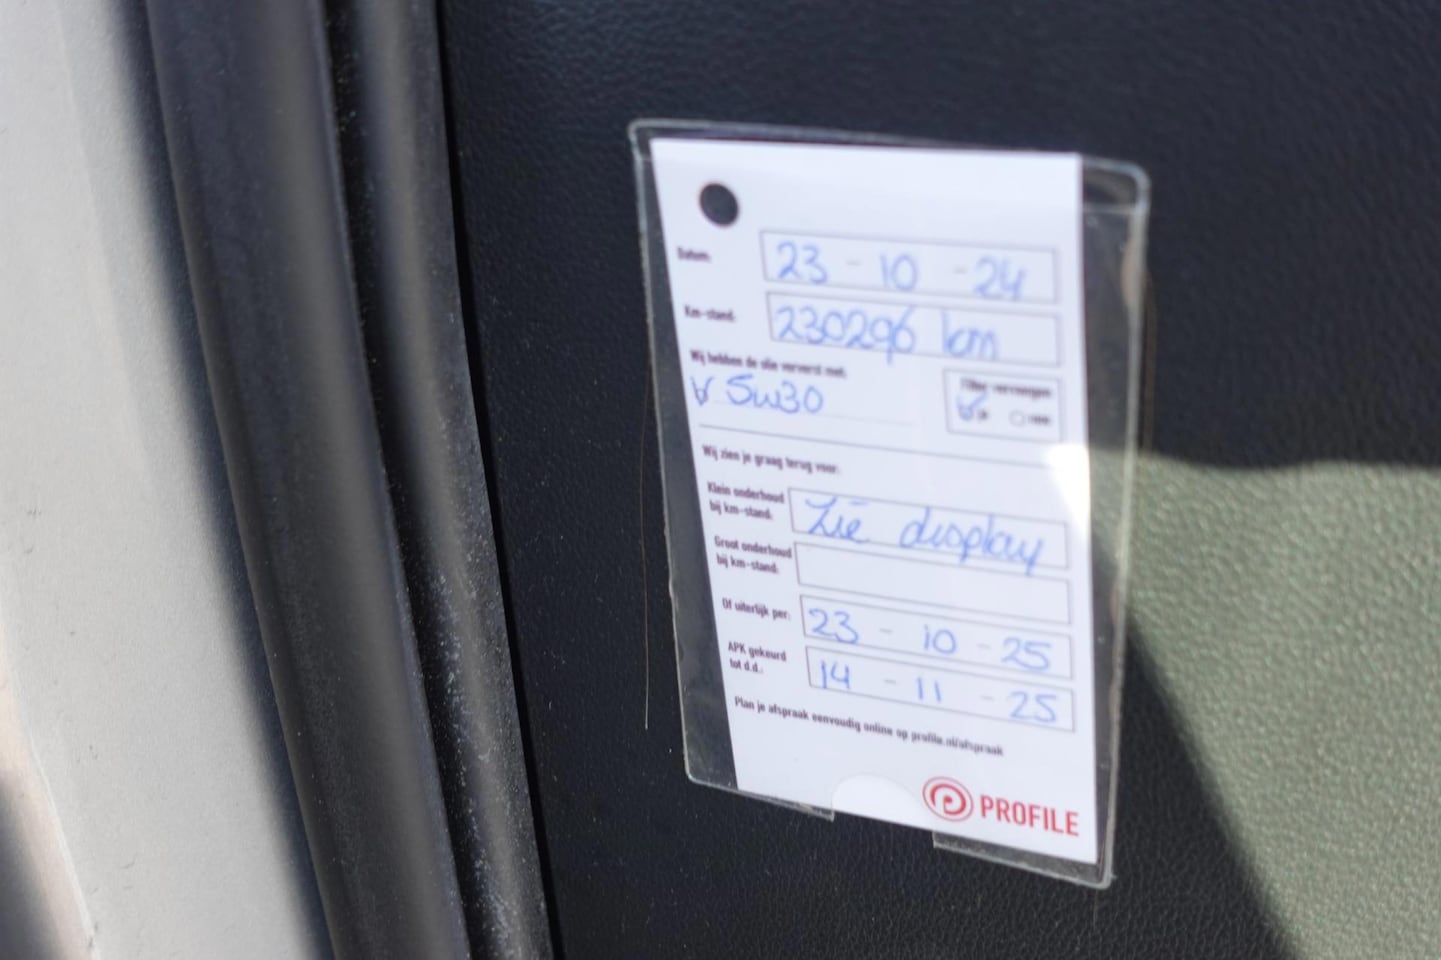 Datum: 23 - 10 - 24
Km-stand: 230296 km
Wij hebben de olie ververst met:
5w30
Filter vervangen
ja nee
Wij zien je graag terug voor:
Klein onderhoud
bij km-stand: Zie display
Groot onderhoud
bij km-stand:
Of uiterlijk per: 23 - 10 - 25
APK gekeurd
tot d.d.: 14 - 11 - 25
Plan je afspraak eenvoudig online op profile.nl/afspraak
PROFILE